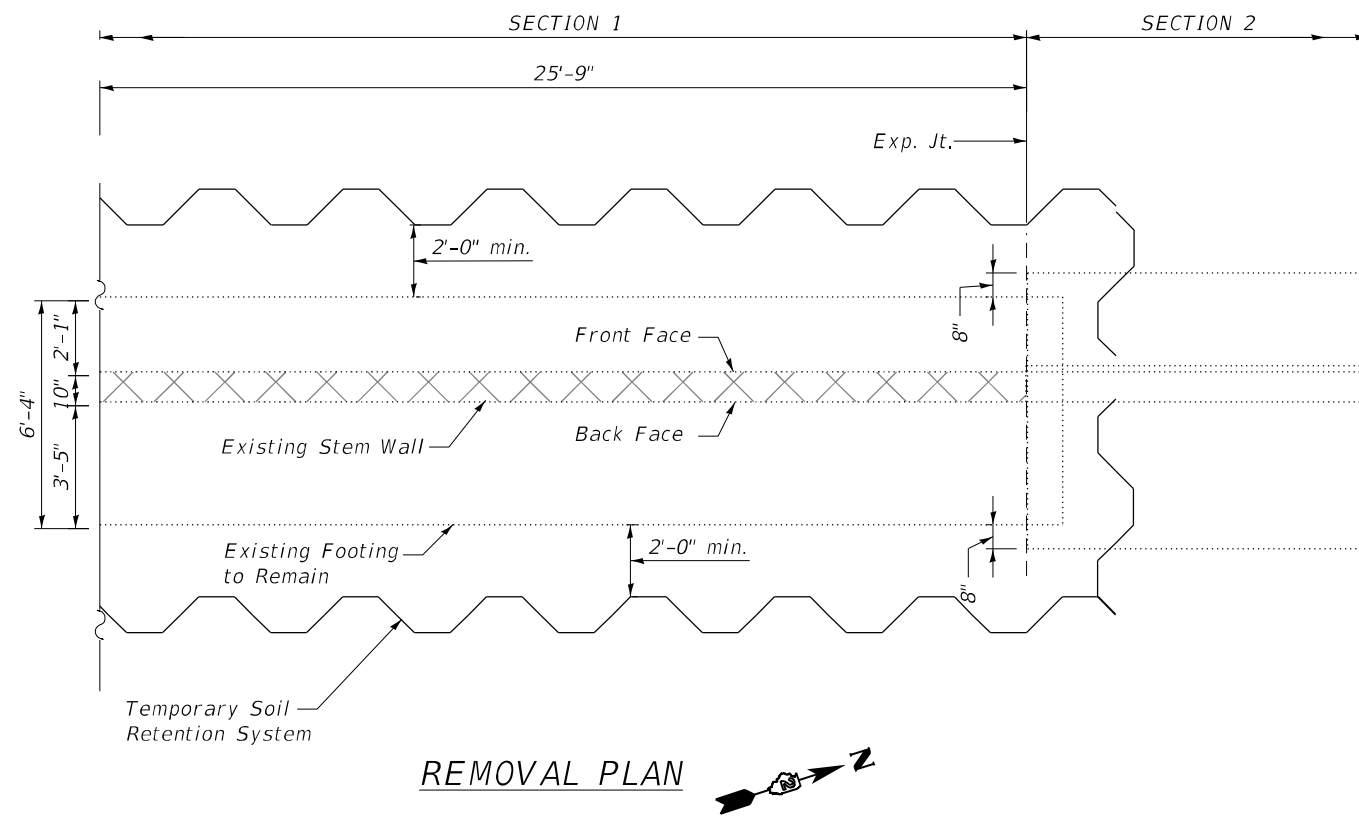 SECTION 1
SECTION 2
25'-9"
Exp. Jt.
2'-0" min.
8"
2'-1"
10"
3'-5"
6'-4"
Front Face
Back Face
Existing Stem Wall
Existing Footing
to Remain
2'-0" min.
8"
Temporary Soil
Retention System
REMOVAL PLAN
2
N